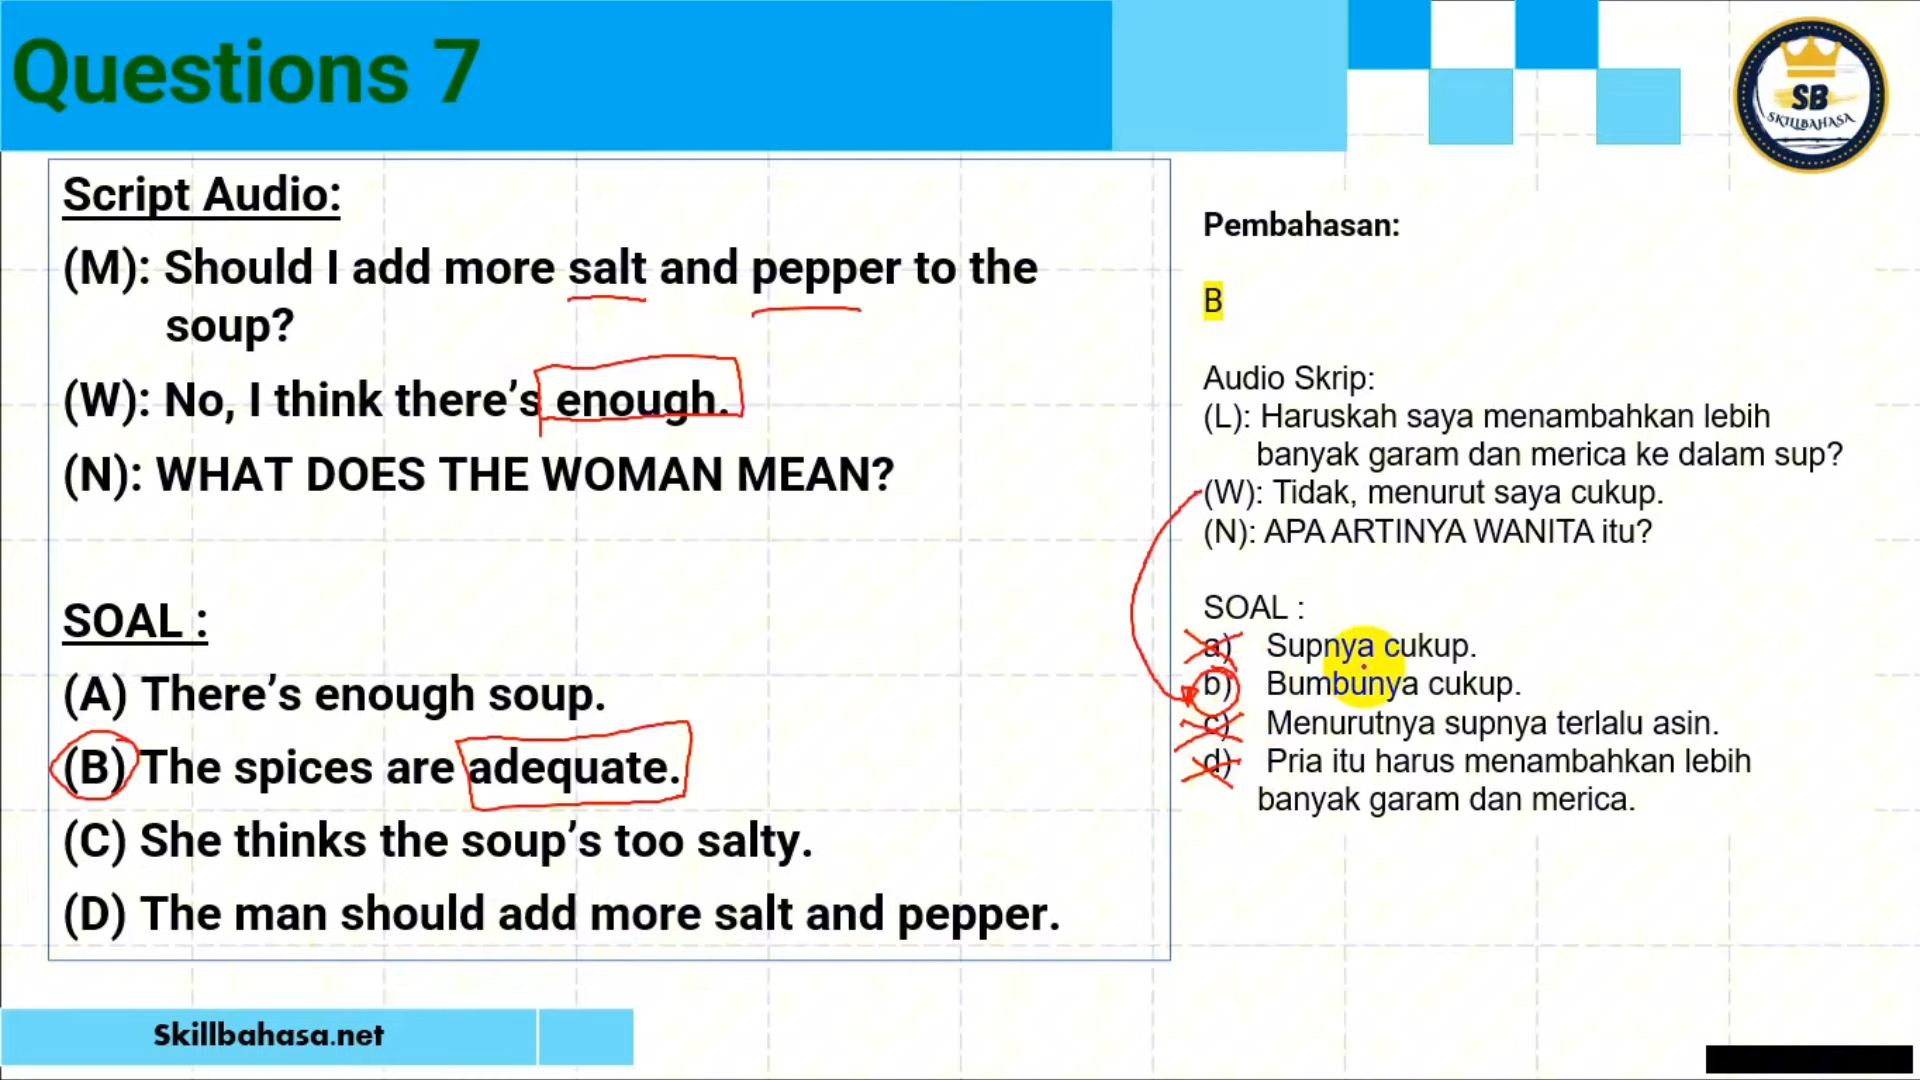 Questions 7
SB
SKILLBAHASA
Script Audio:
(M): Should I add more salt and pepper to the
soup?
(W): No, I think there’s enough.
(N): WHAT DOES THE WOMAN MEAN?
SOAL :
(A) There’s enough soup.
(B) The spices are adequate.
(C) She thinks the soup’s too salty.
(D) The man should add more salt and pepper.
Pembahasan:
B
Audio Skrip:
(L): Haruskah saya menambahkan lebih
banyak garam dan merica ke dalam sup?
(W): Tidak, menurut saya cukup.
(N): APA ARTINYA WANITA itu?
SOAL :
a) Supnya cukup.
b) Bumbunya cukup.
c) Menurutnya supnya terlalu asin.
d) Pria itu harus menambahkan lebih
banyak garam dan merica.
Skillbahasa.net